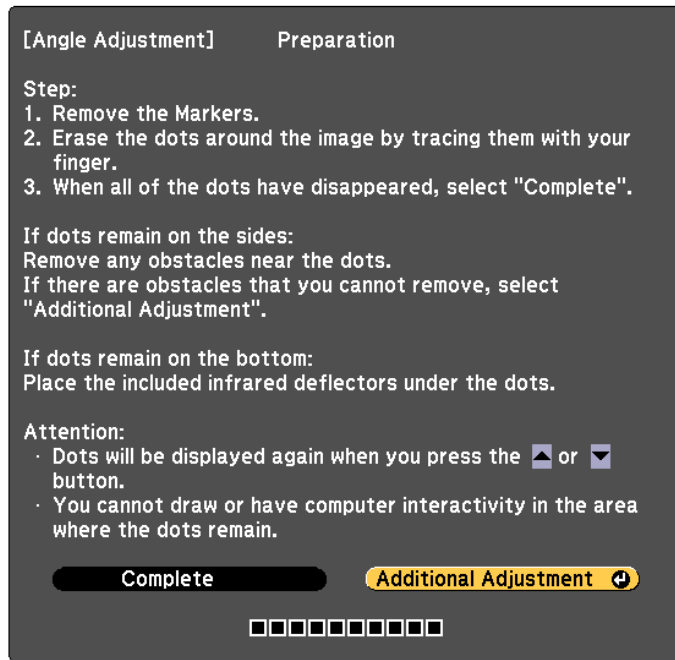 [Angle Adjustment] Preparation
Step:
1. Remove the Markers.
2. Erase the dots around the image by tracing them with your
finger.
3. When all of the dots have disappeared, select "Complete".
If dots remain on the sides:
Remove any obstacles near the dots.
If there are obstacles that you cannot remove, select
"Additional Adjustment".
If dots remain on the bottom:
Place the included infrared deflectors under the dots.
Attention:
· Dots will be displayed again when you press the ▲ or ▼
button.
· You cannot draw or have computer interactivity in the area
where the dots remain.
Complete Additional Adjustment